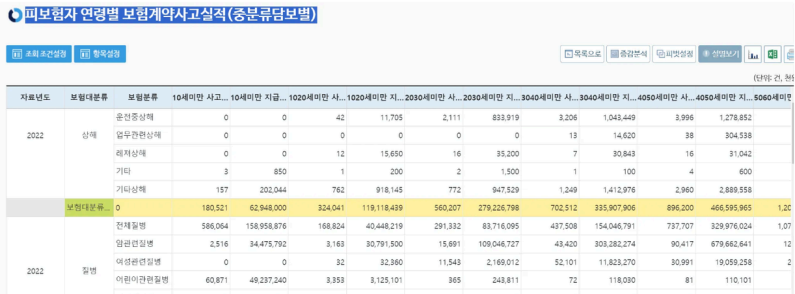 피보험자 연령별 보험계약사고실적(중분류담보별)
조회 조건설정 항목설정 목록으로 증감분석 피벗설정 상세보기
(단위: 건, 천원
자료년도 보험대분류 보험분류 10세미만 사고... 10세미만 지급... 1020세미만 사... 1020세미만 지... 2030세미만 사... 2030세미만 지... 3040세미만 사... 3040세미만 지... 4050세미만 사... 4050세미만 지... 5060세미만
운전중상해 0 0 42 11,705 2,111 833,919 3,206 1,043,449 3,996 1,278,852
2022 상해 업무관련상해 0 0 0 0 0 0 13 14,620 38 304,538
레저상해 0 0 12 15,650 16 35,200 7 30,843 16 31,042
기타 3 850 1 200 2 1,500 1 100 4 600
기타상해 157 202,044 762 918,145 772 947,529 1,249 1,412,976 2,960 2,889,558
보험대분류... 0 180,521 62,948,000 324,041 119,118,439 560,207 279,226,798 702,512 335,907,906 896,200 466,595,965 1,20
전체질병 586,064 158,958,876 168,824 40,448,219 291,332 83,716,095 437,508 154,046,791 737,707 329,976,024 1,07
암관련질병 2,516 34,475,792 3,163 30,791,500 15,691 109,046,727 43,420 303,282,274 90,417 679,662,641 12
2022 질병 여성관련질병 0 0 32 32,360 11,543 2,169,012 52,101 11,823,270 30,991 19,059,258 2
어린이관련질병 60,871 49,237,240 3,353 3,125,101 365 243,811 72 118,030 81 110,101